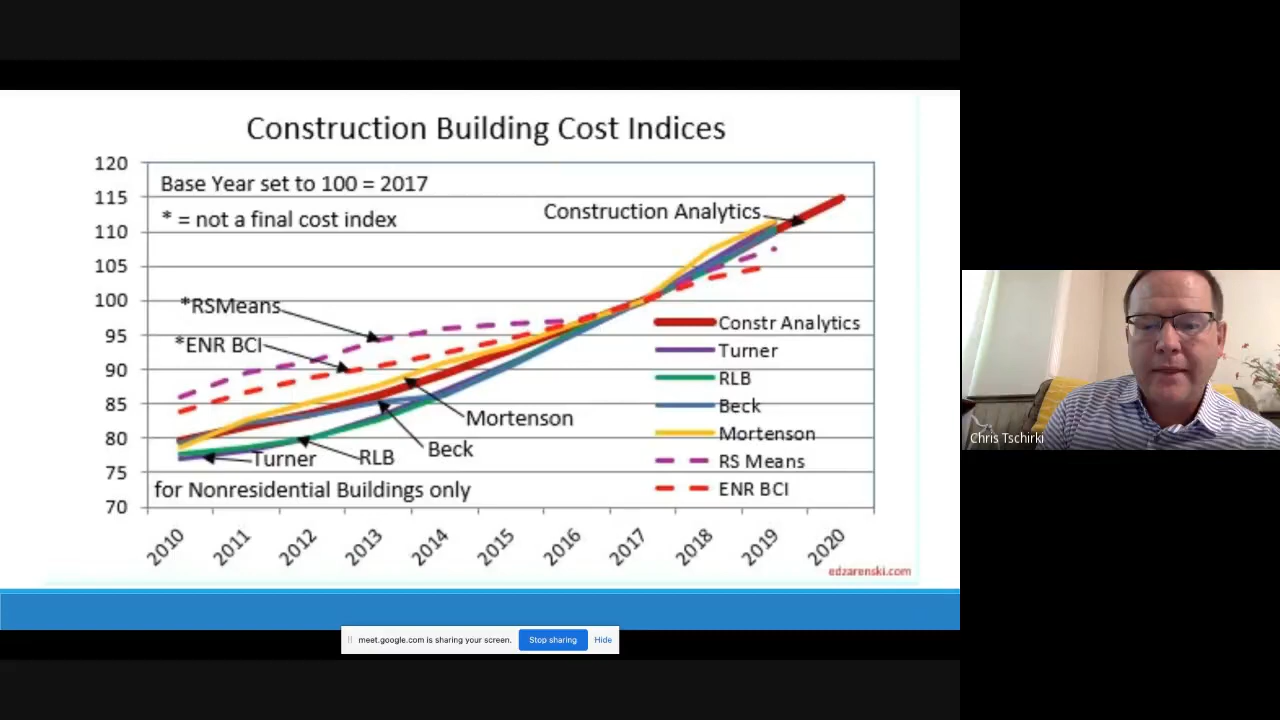 Construction Building Cost Indices
120
115
110
105
100
95
90
85
80
75
70
Base Year set to 100 = 2017
* = not a final cost index
Construction Analytics
*RSMeans
*ENR BCI
Mortenson
Beck
RLB
Turner
for Nonresidential Buildings only
Constr Analytics
Turner
RLB
Beck
Mortenson
RS Means
ENR BCI
2010
2011
2012
2013
2014
2015
2016
2017
2018
2019
2020
edzarenski.com
Chris Tschirki
meet.google.com is sharing your screen.
Stop sharing
Hide